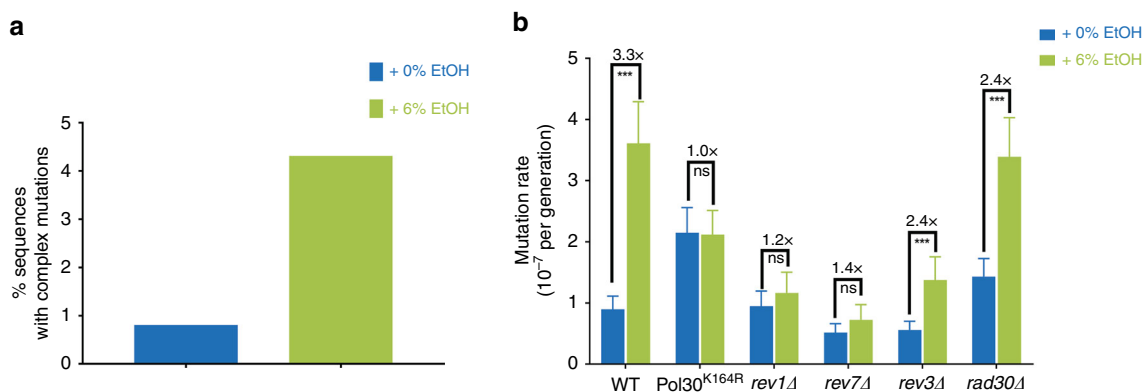 a
+ 0% EtOH
+ 6% EtOH
% sequences
with complex mutations
5
4
3
2
1
0
b
+ 0% EtOH
+ 6% EtOH
Mutation rate
(10⁻⁷ per generation)
5
4
3
2
1
0
3.3×
***
1.0×
ns
1.2×
ns
1.4×
ns
2.4×
***
2.4×
***
WT Pol30ᴷ¹⁶⁴ᴿ rev1Δ rev7Δ rev3Δ rad30Δ